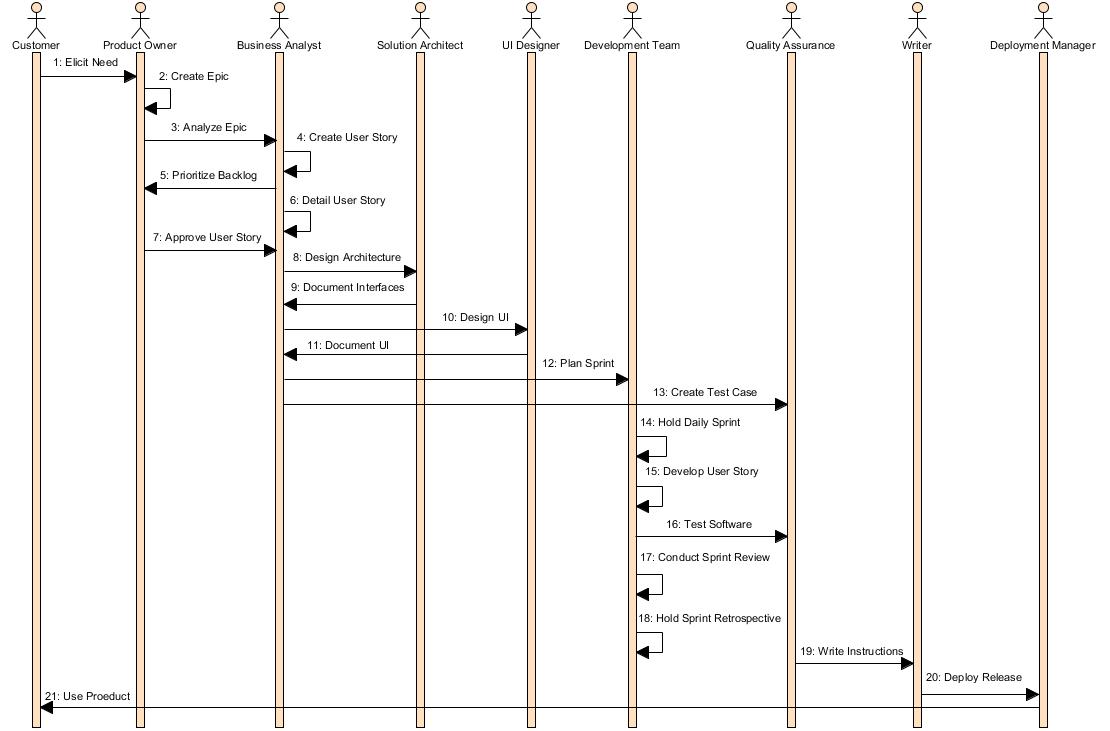 Customer
Product Owner
Business Analyst
Solution Architect
UI Designer
Development Team
Quality Assurance
Writer
Deployment Manager
1: Elicit Need
2: Create Epic
3: Analyze Epic
4: Create User Story
5: Prioritize Backlog
6: Detail User Story
7: Approve User Story
8: Design Architecture
9: Document Interfaces
10: Design UI
11: Document UI
12: Plan Sprint
13: Create Test Case
14: Hold Daily Sprint
15: Develop User Story
16: Test Software
17: Conduct Sprint Review
18: Hold Sprint Retrospective
19: Write Instructions
20: Deploy Release
21: Use Proeduct